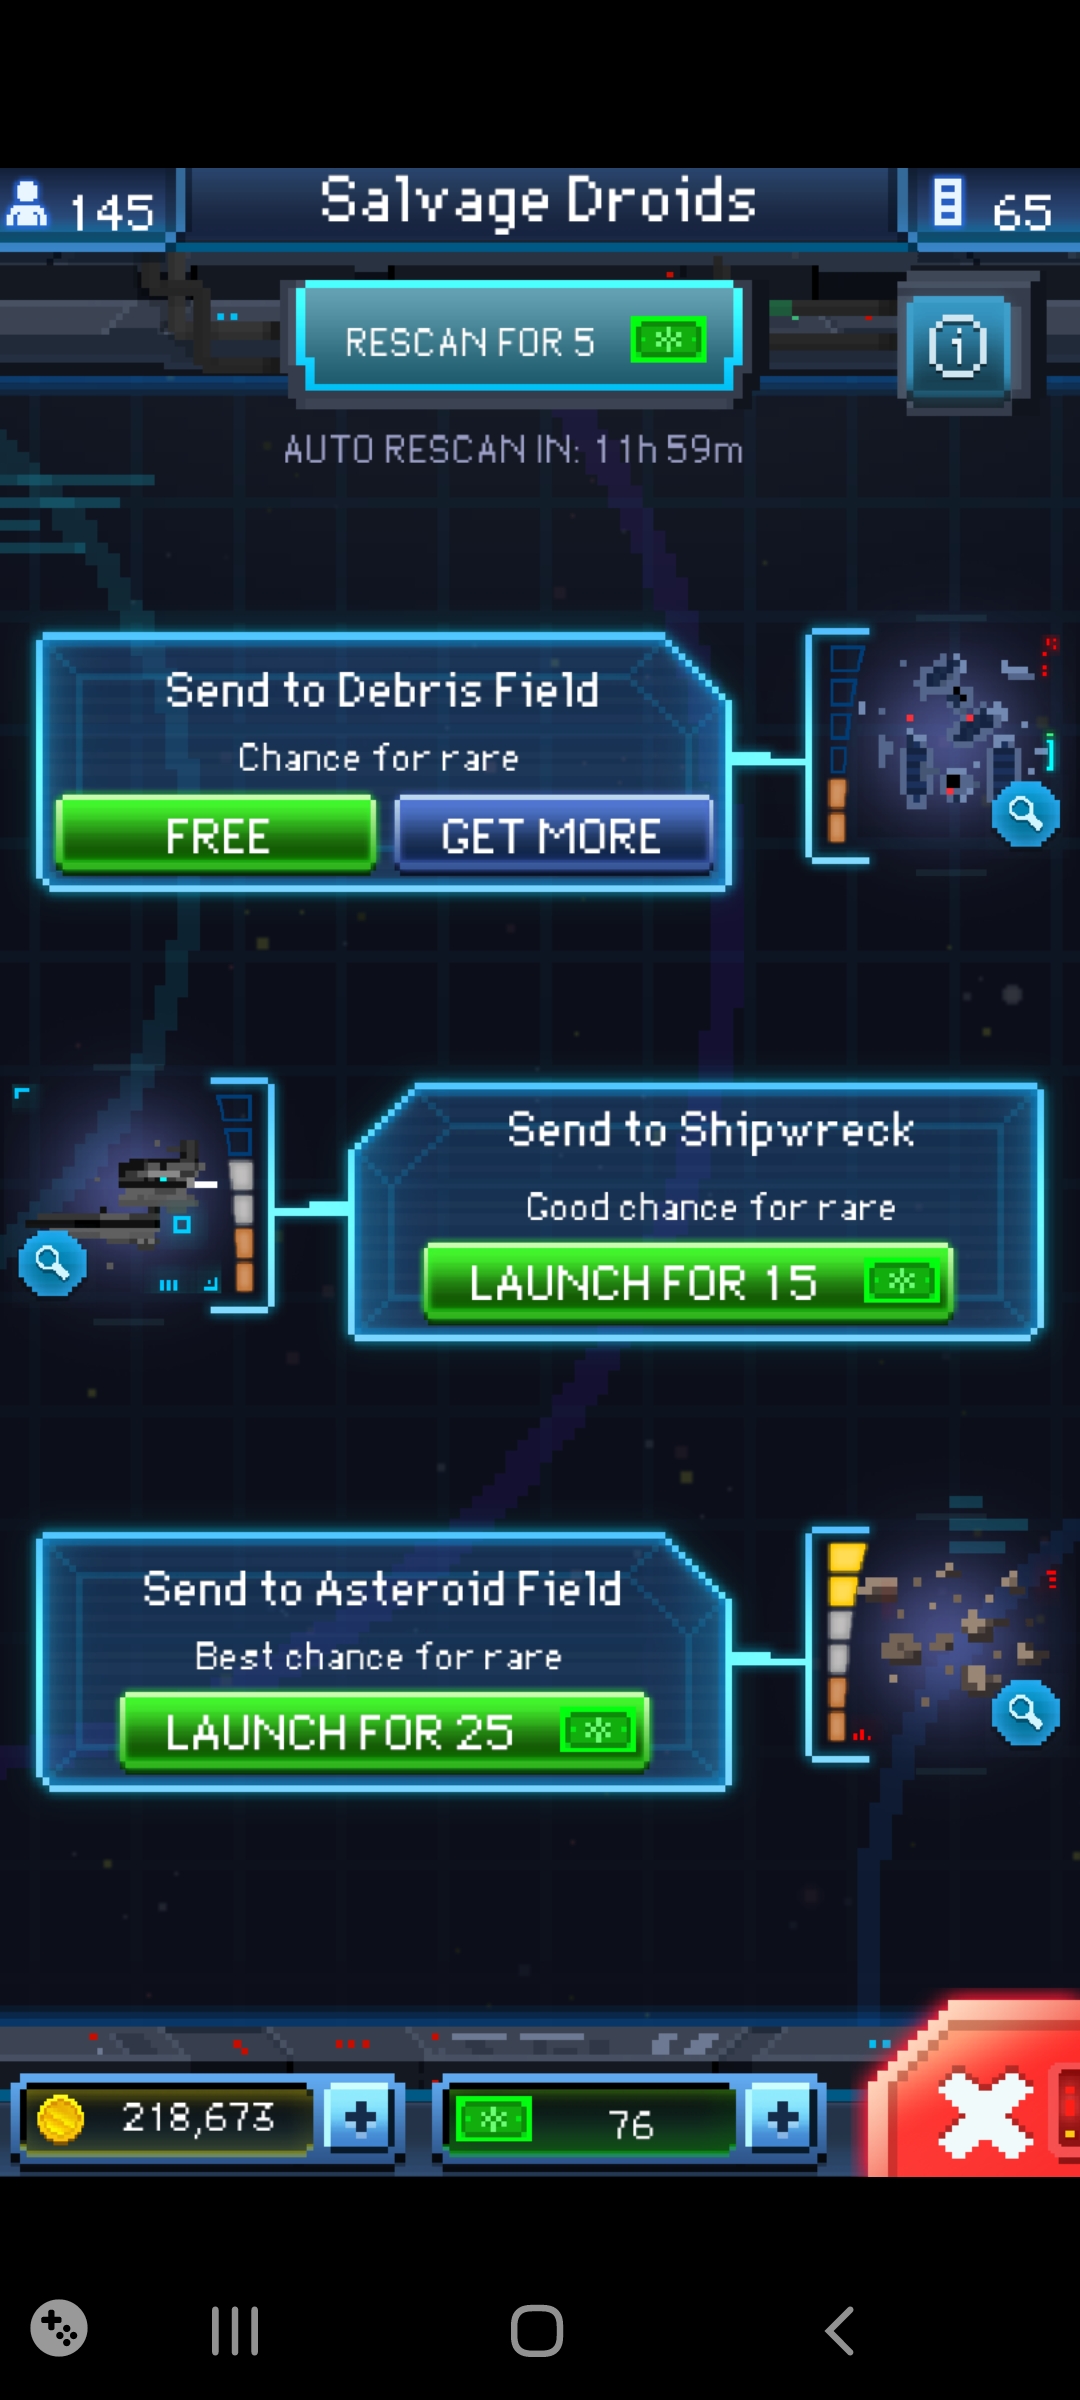 145
Salvage Droids
65
RESCAN FOR 5
AUTO RESCAN IN: 11h 59m
Send to Debris Field
Chance for rare
FREE
GET MORE
Send to Shipwreck
Good chance for rare
LAUNCH FOR 15
Send to Asteroid Field
Best chance for rare
LAUNCH FOR 25
218,673
76